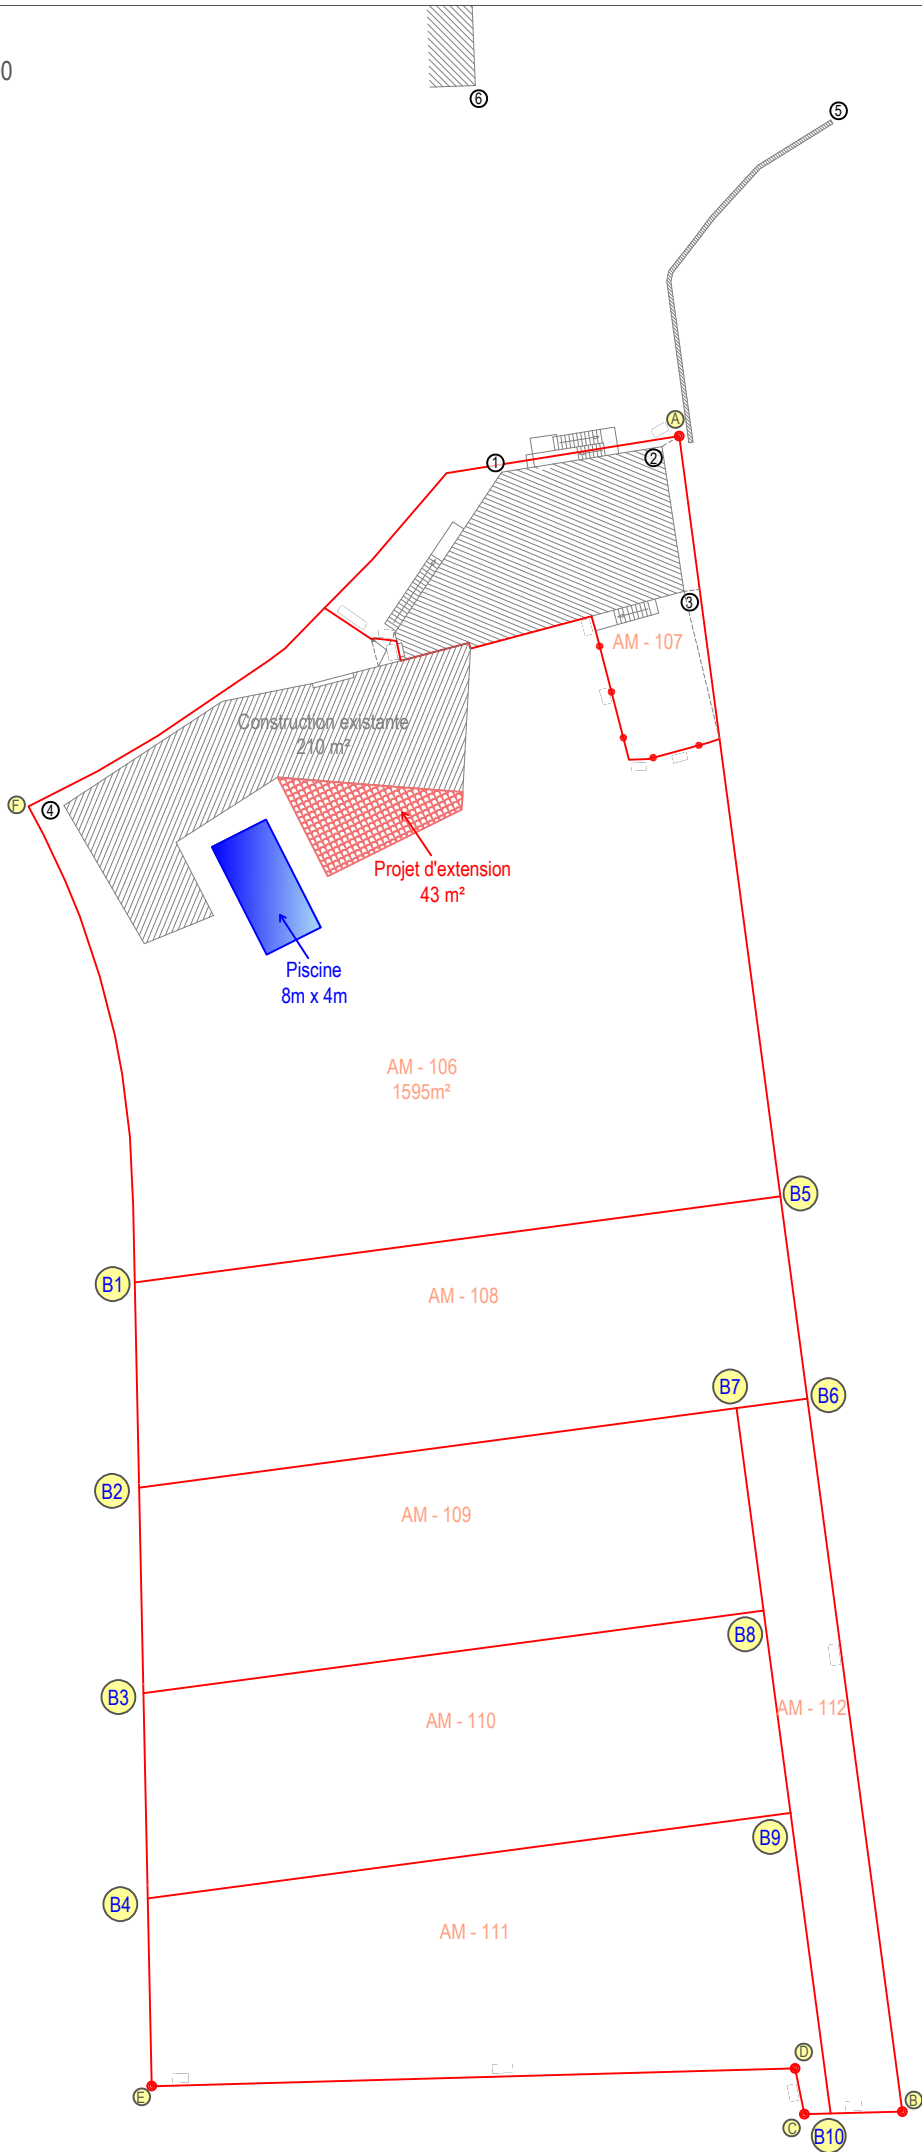 0
6
5
A
1
2
3
AM - 107
Construction existante
210 m²
F
4
Projet d'extension
43 m²
Piscine
8m x 4m
AM - 106
1595m²
B5
B1
AM - 108
B7
B6
B2
AM - 109
B8
B3
AM - 110
AM - 112
B9
B4
AM - 111
D
E
B
C
B10